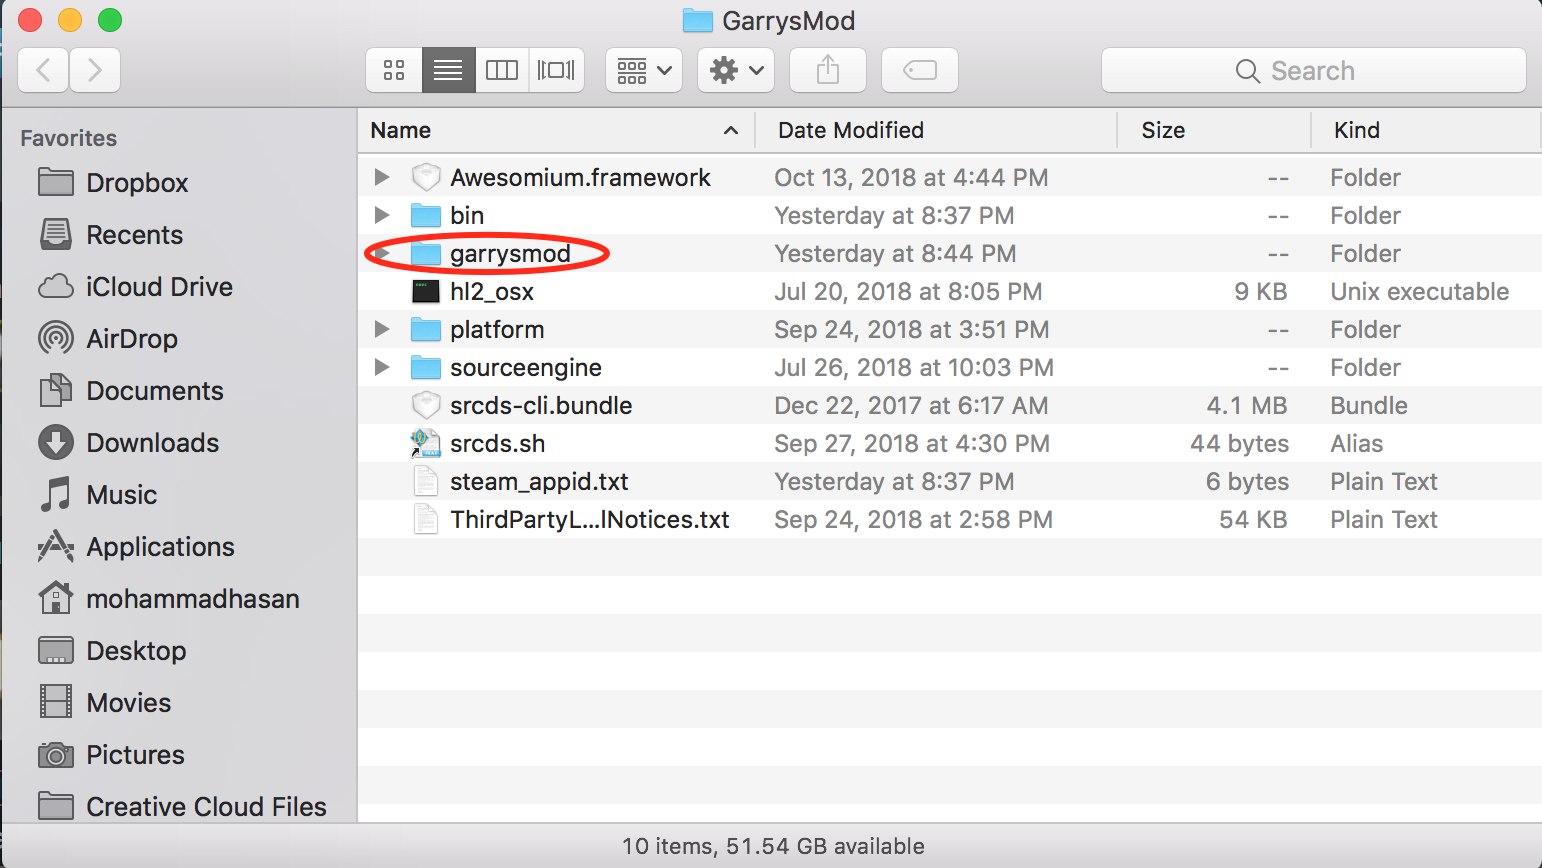 GarrysMod
Search
Favorites
Dropbox
Recents
iCloud Drive
AirDrop
Documents
Downloads
Music
Applications
mohammadhasan
Desktop
Movies
Pictures
Creative Cloud Files
Name Date Modified Size Kind
Awesomium.framework Oct 13, 2018 at 4:44 PM -- Folder
bin Yesterday at 8:37 PM -- Folder
garrysmod Yesterday at 8:44 PM -- Folder
hl2_osx Jul 20, 2018 at 8:05 PM 9 KB Unix executable
platform Sep 24, 2018 at 3:51 PM -- Folder
sourceengine Jul 26, 2018 at 10:03 PM -- Folder
srcds-cli.bundle Dec 22, 2017 at 6:17 AM 4.1 MB Bundle
srcds.sh Sep 27, 2018 at 4:30 PM 44 bytes Alias
steam_appid.txt Yesterday at 8:37 PM 6 bytes Plain Text
ThirdPartyL...lNotices.txt Sep 24, 2018 at 2:58 PM 54 KB Plain Text
10 items, 51.54 GB available